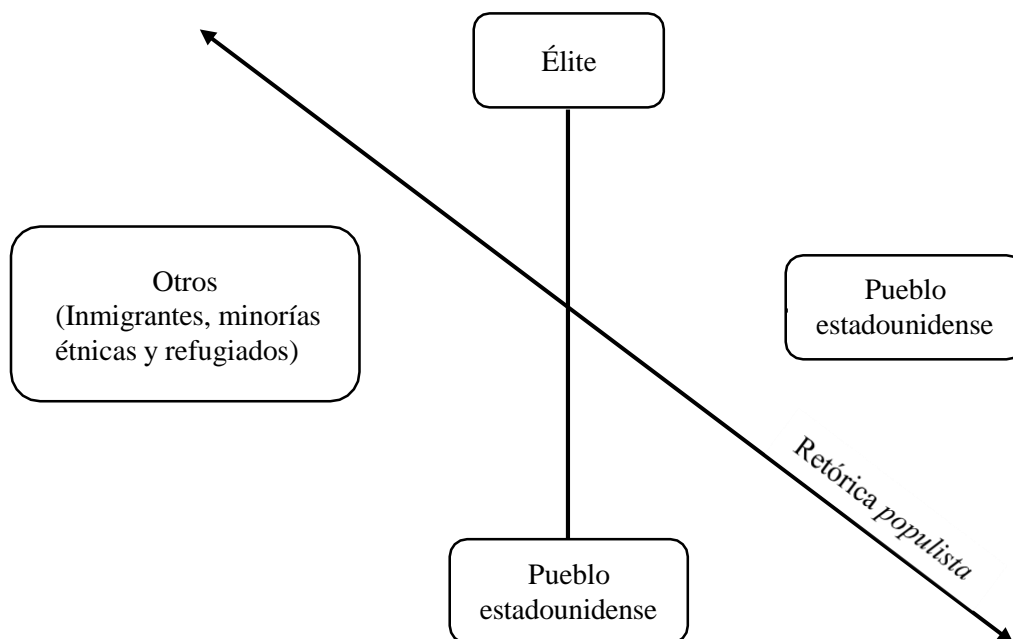 Élite
Otros
(Inmigrantes, minorías
étnicas y refugiados)
Pueblo
estadounidense
Retórica populista
Pueblo
estadounidense